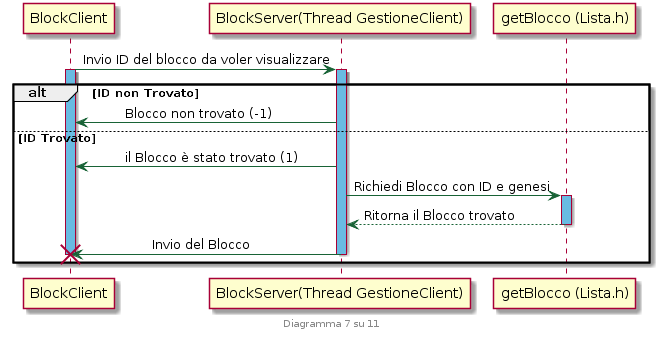 BlockClient
BlockServer(Thread GestioneClient)
getBlocco (Lista.h)
Invio ID del blocco da voler visualizzare
alt
[ID non Trovato]
Blocco non trovato (-1)
[ID Trovato]
il Blocco è stato trovato (1)
Richiedi Blocco con ID e genesi
Ritorna il Blocco trovato
Invio del Blocco
BlockClient
BlockServer(Thread GestioneClient)
getBlocco (Lista.h)
Diagramma 7 su 11